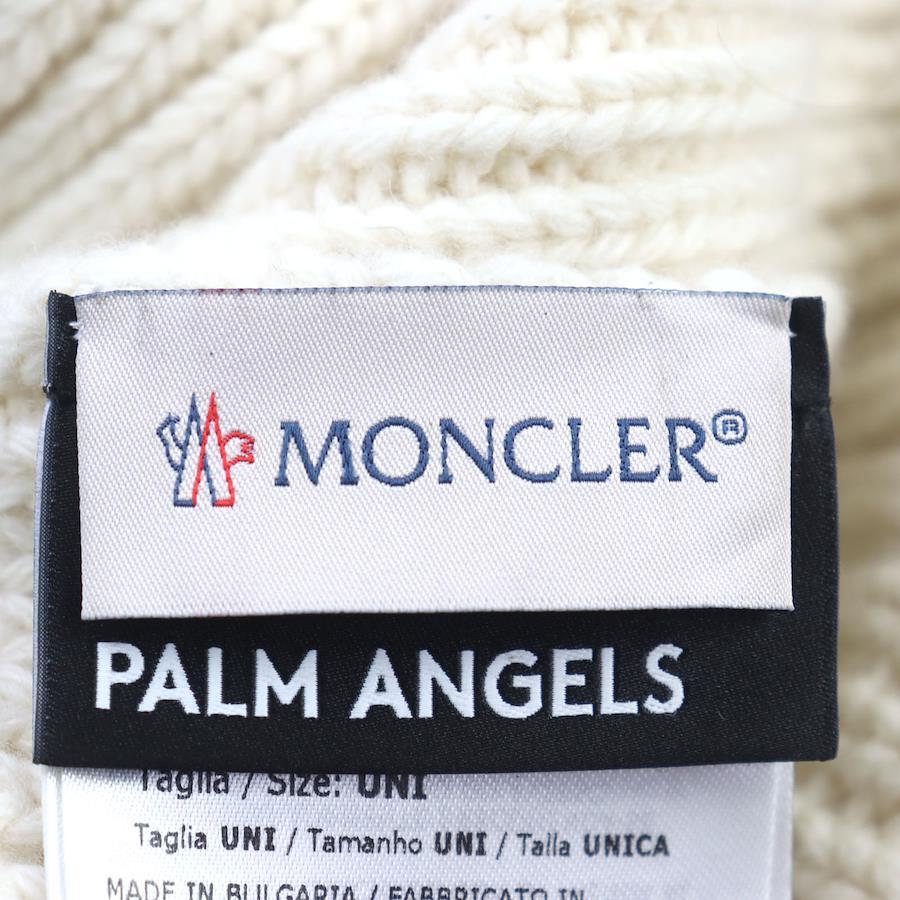 MONCLER®
PALM ANGELS
Taglia / Size: UNI
Taglia UNI / Tamanho UNI / Talla UNICA
MADE IN BULGARIA / FABBRICATO IN